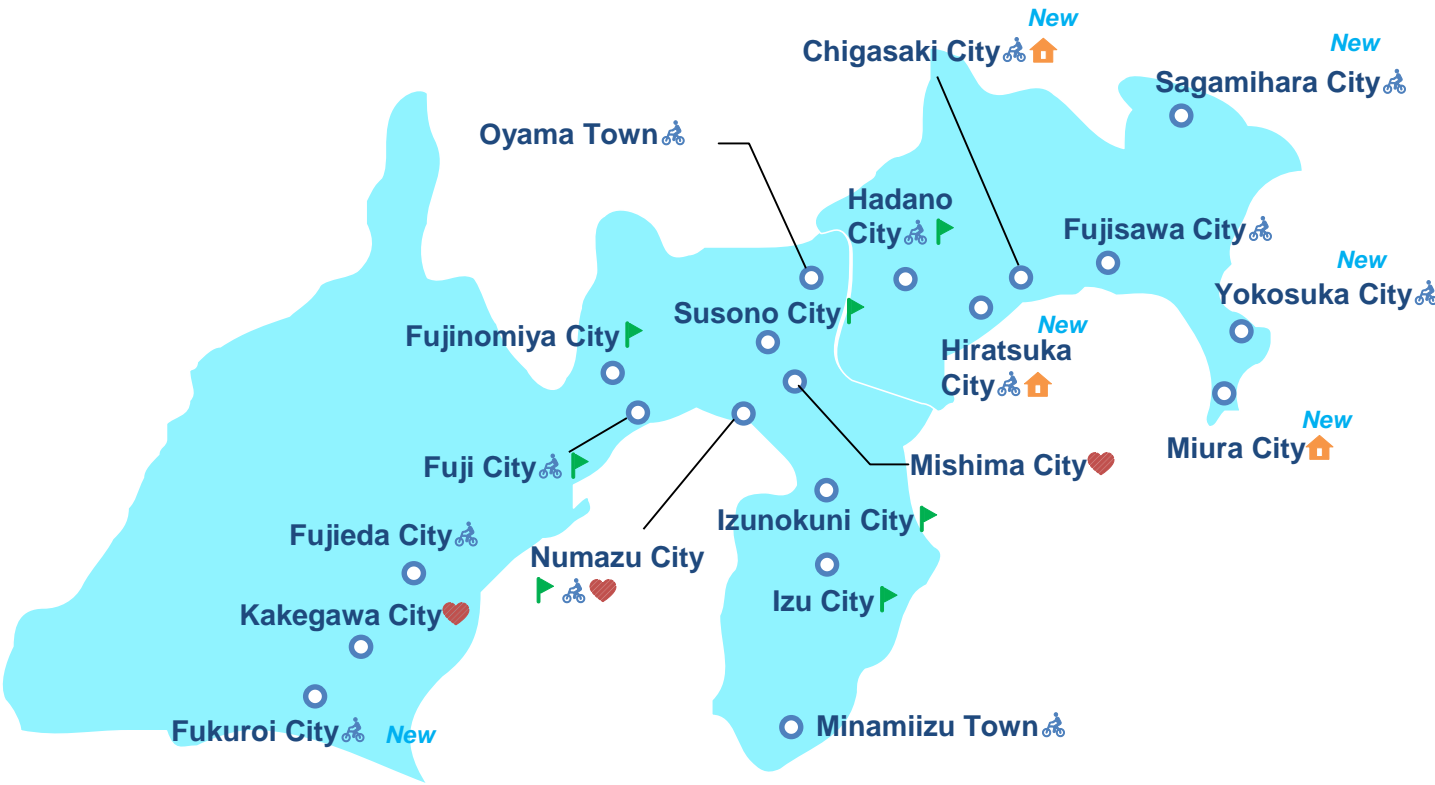 New
Chigasaki City
New
Sagamihara City
Oyama Town
Hadano
City
Fujisawa City
New
Yokosuka City
Susono City
Fujinomiya City
New
Hiratsuka
City
New
Miura City
Fuji City
Mishima City
Izunokuni City
Fujieda City
Numazu City
Izu City
Kakegawa City
Fukuroi City
New
Minamiizu Town